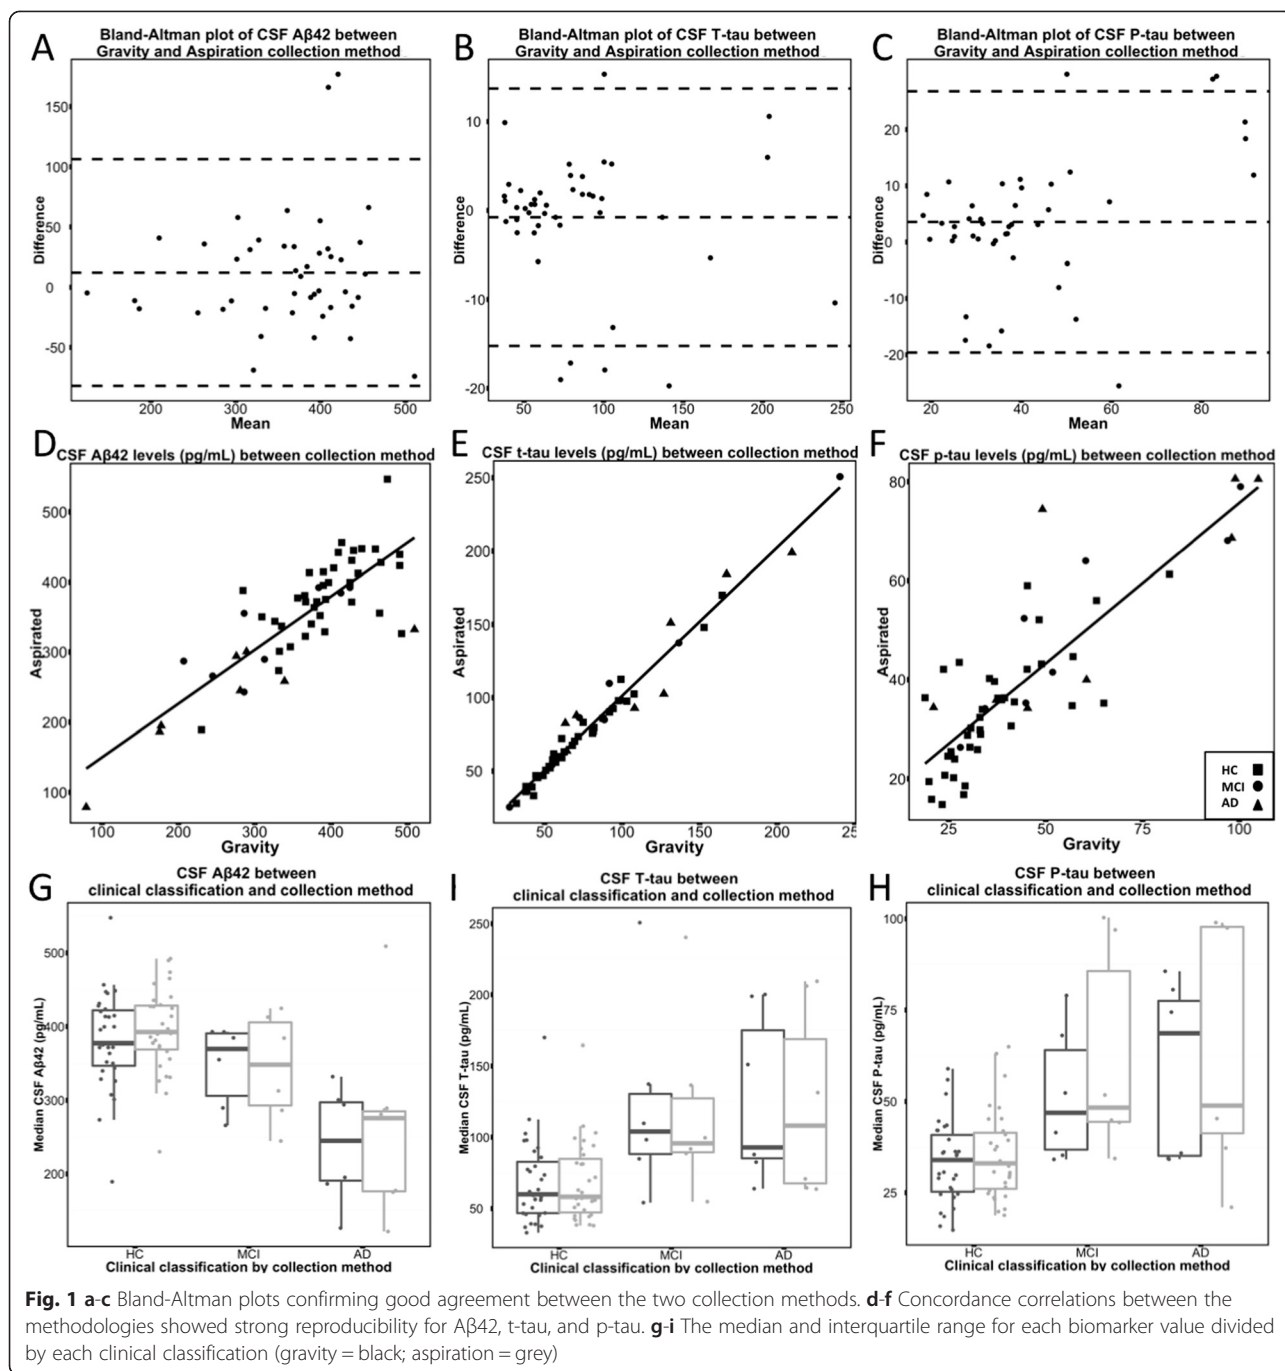 A
Bland-Altman plot of CSF Aβ42 between
Gravity and Aspiration collection method
Difference
150
100
50
0
-50
200
300
400
500
Mean
B
Bland-Altman plot of CSF T-tau between
Gravity and Aspiration collection method
Difference
10
0
-10
-20
50
100
150
200
250
Mean
C
Bland-Altman plot of CSF P-tau between
Gravity and Aspiration collection method
Difference
20
10
0
-10
-20
20
40
60
80
Mean
D
CSF Aβ42 levels (pg/mL) between collection method
Aspirated
500
400
300
200
100
100
200
300
400
500
Gravity
E
CSF t-tau levels (pg/mL) between collection method
Aspirated
250
200
150
100
50
50
100
150
200
25
Gravity
F
CSF p-tau levels (pg/mL) between collection method
Aspirated
80
60
40
20
25
50
75
100
Gravity
HC
MCI
AD
G
CSF Aβ42 between
clinical classification and collection method
Median CSF Aβ42 (pg/mL)
500
400
300
200
HC
MCI
AD
Clinical classification by collection method
I
CSF T-tau between
clinical classification and collection method
Median CSF T-tau (pg/mL)
250
200
150
100
50
HC
MCI
AD
Clinical classification by collection method
H
CSF P-tau between
clinical classification and collection method
Median CSF P-tau (pg/mL)
100
75
50
25
HC
MCI
AD
Clinical classification by collection method
Fig. 1 a-c Bland-Altman plots confirming good agreement between the two collection methods. d-f Concordance correlations between the
methodologies showed strong reproducibility for Aβ42, t-tau, and p-tau. g-i The median and interquartile range for each biomarker value divided
by each clinical classification (gravity = black; aspiration = grey)